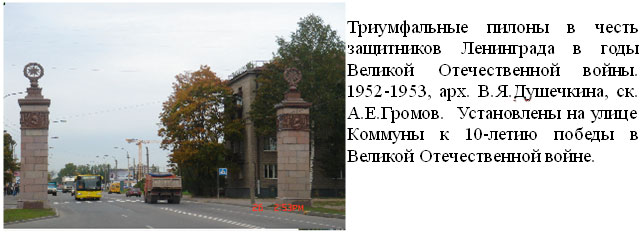 Триумфальные пилоны в честь
защитников Ленинграда в годы
Великой Отечественной войны.
1952-1953, арх. В.Я.Душечкина, ск.
А.Е.Громов. Установлены на улице
Коммуны к 10-летию победы в
Великой Отечественной войне.